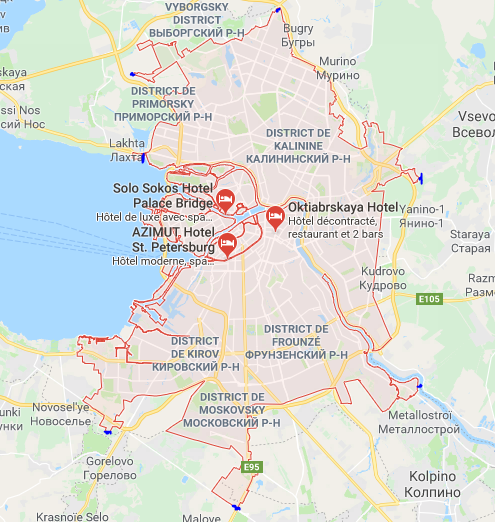 VYBORGSKY
DISTRICT
ВЫБОРГСКИЙ Р-Н
Bugry
Бугры
Murino
Мурино
DISTRICT DE
PRIMORSKY
ПРИМОРСКИЙ Р-Н
Vsevo
Всевол
ssi Nos
сий Нос
Lakhta
Лахта
DISTRICT DE
KALININE
КАЛИНИНСКИЙ Р-Н
Solo Sokos Hotel
Palace Bridge
Hôtel de luxe avec spa…
Oktiabrskaya Hotel
Hôtel décontracté,
restaurant et 2 bars
Yanino-1
Янино-1
AZIMUT Hotel
St. Petersburg
Hôtel moderne, spa…
Staraya
Старая
Kudrovo
Кудрово
Razm
Разм
E105
DISTRICT
DE KIROV
КИРОВСКИЙ Р-Н
DISTRICT DE
FROUNZÉ
ФРУНЗЕНСКИЙ Р-Н
DISTRICT DE
MOSKOVSKY
МОСКОВСКИЙ Р-Н
unki
унки
Novosel'ye
Новоселье
Metallostroï
Металлострой
Gorelovo
Горелово
E95
Kolpino
Колпино
Krasnoïe Selo
Malove